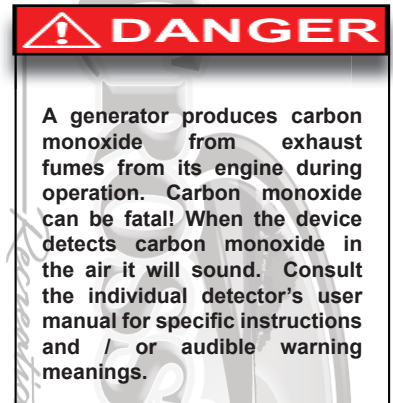 DANGER
A generator produces carbon
monoxide from exhaust
fumes from its engine during
operation. Carbon monoxide
can be fatal! When the device
detects carbon monoxide in
the air it will sound. Consult
the individual detector's user
manual for specific instructions
and / or audible warning
meanings.